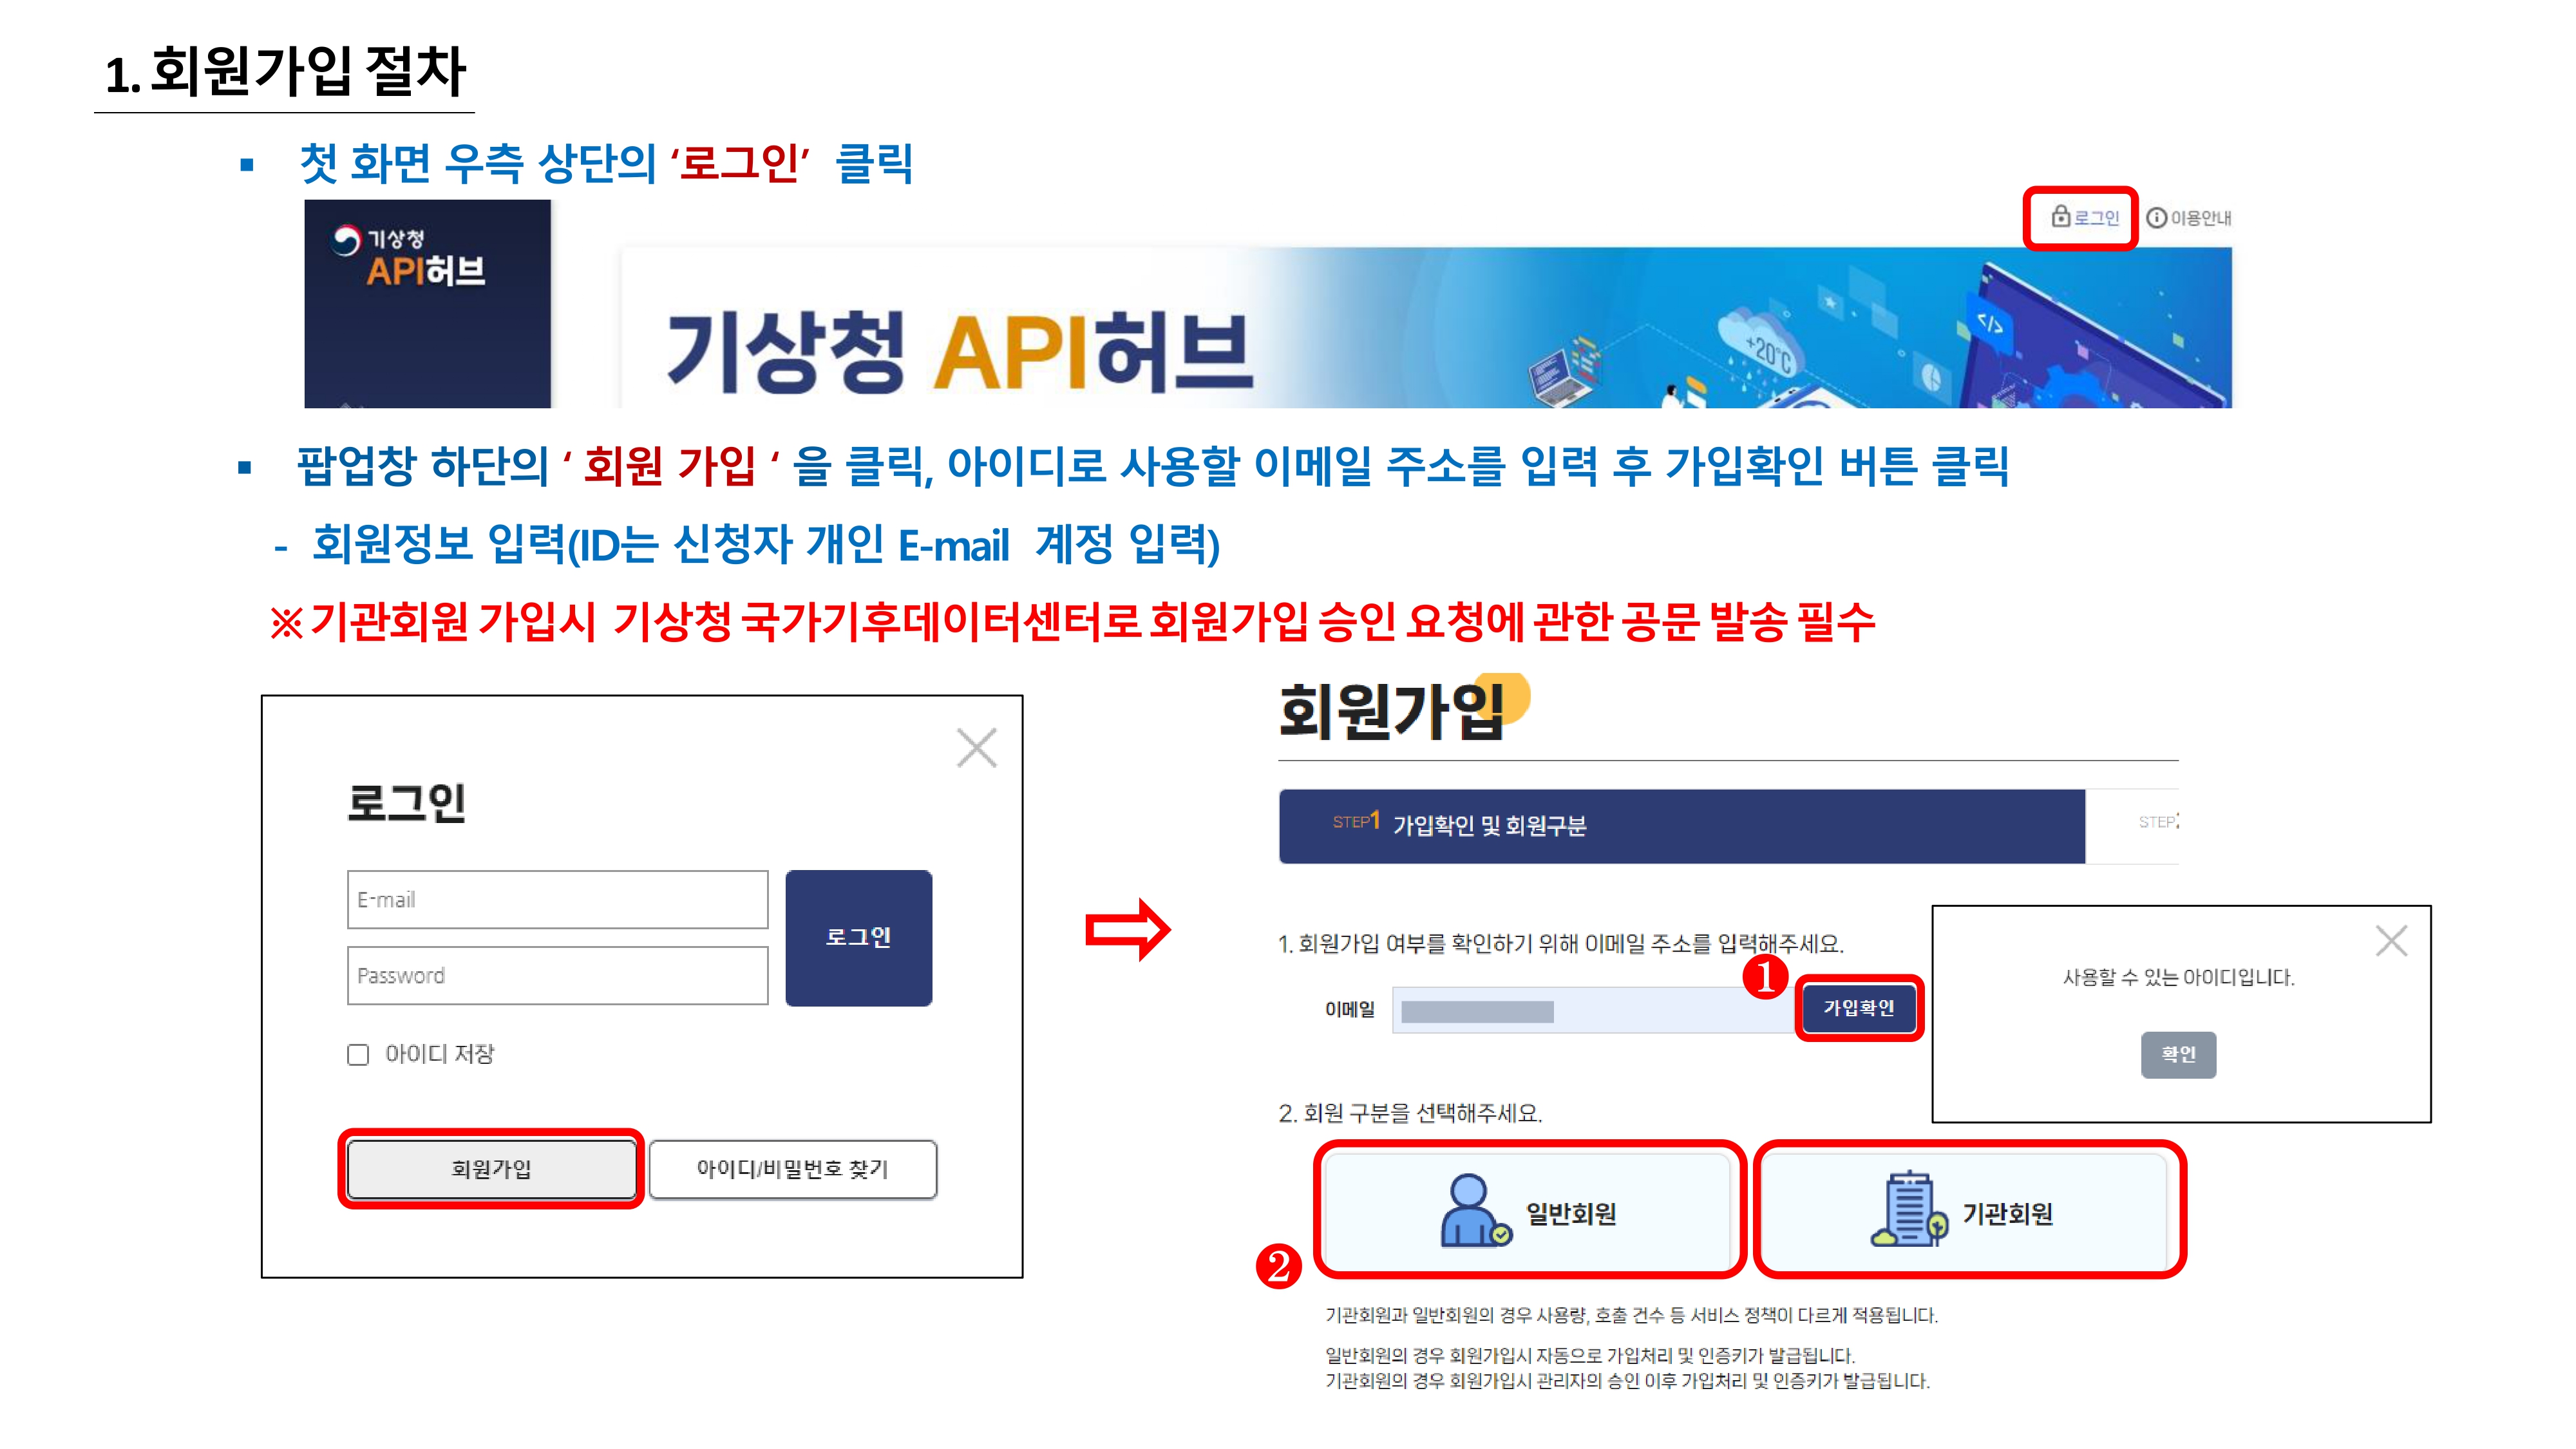 1. 회원가입 절차
▪ 첫 화면 우측 상단의 ‘로그인’ 클릭
로그인 이용안내
기상청
API허브
기상청 API허브
</>
+20℃
▪ 팝업창 하단의 ‘ 회원 가입 ‘ 을 클릭, 아이디로 사용할 이메일 주소를 입력 후 가입확인 버튼 클릭
- 회원정보 입력(ID는 신청자 개인 E-mail 계정 입력)
※ 기관회원 가입시 기상청 국가기후데이터센터로 회원가입 승인 요청에 관한 공문 발송 필수
로그인
E-mail
Password
로그인
아이디 저장
회원가입
아이디/비밀번호 찾기
회원가입
STEP1 가입확인 및 회원구분
STEP2
1. 회원가입 여부를 확인하기 위해 이메일 주소를 입력해주세요.
1
이메일
가입확인
사용할 수 있는 아이디입니다.
확인
2. 회원 구분을 선택해주세요.
2
일반회원
기관회원
기관회원과 일반회원의 경우 사용량, 호출 건수 등 서비스 정책이 다르게 적용됩니다.
일반회원의 경우 회원가입시 자동으로 가입처리 및 인증키가 발급됩니다.
기관회원의 경우 회원가입시 관리자의 승인 이후 가입처리 및 인증키가 발급됩니다.